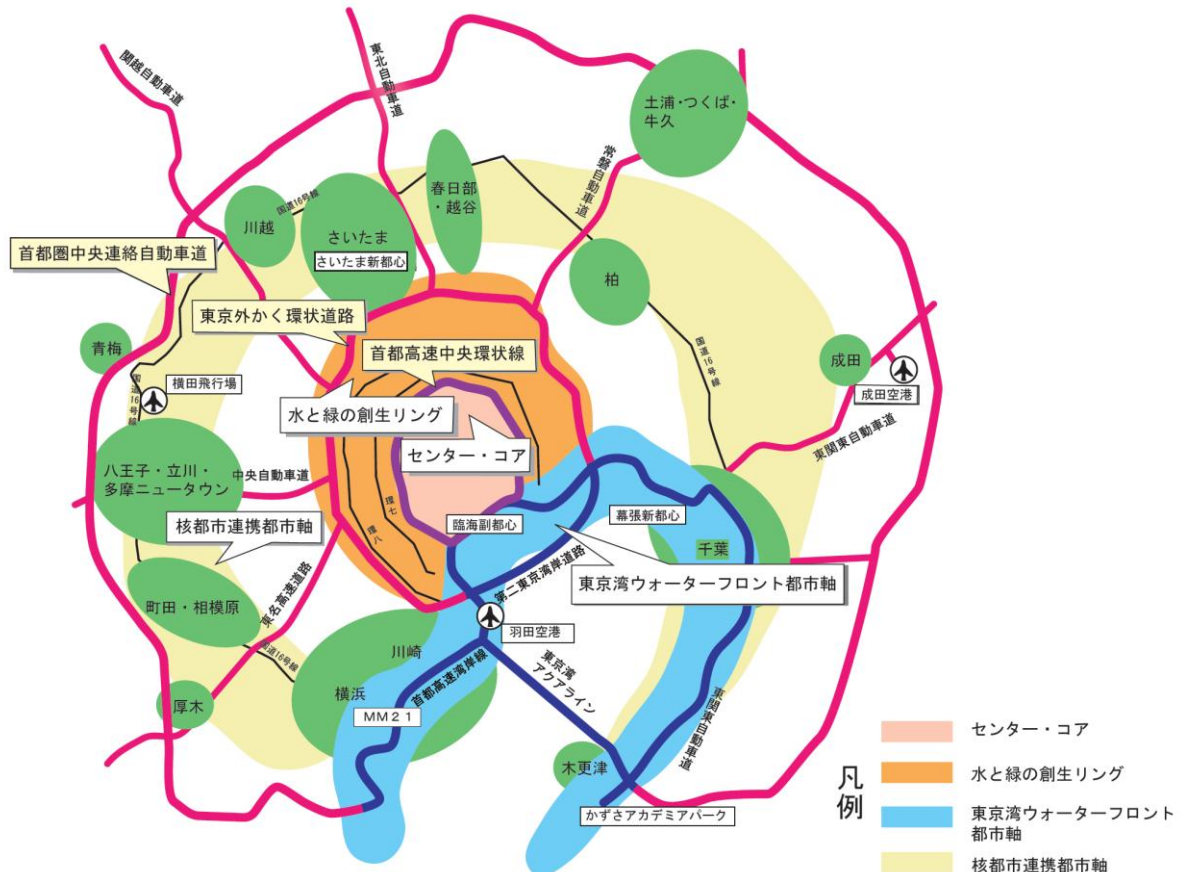 関越自動車道
東北自動車道
土浦・つくば・
牛久
常磐自動車道
春日部
・越谷
国道16号線
川越
さいたま
さいたま新都心
首都圏中央連絡自動車道
柏
東京外かく環状道路
首都高速中央環状線
青梅
国道16号線
横田飛行場
国道16号線
成田
成田空港
水と緑の創生リング
センター・コア
東関東自動車道
八王子・立川・
多摩ニュータウン
中央自動車道
環七
環八
核都市連携都市軸
臨海副都心
幕張新都心
千葉
第二東京湾岸道路
東京湾ウォーターフロント都市軸
町田・相模原
東名高速道路
国道16号線
川崎
羽田空港
横浜
首都高速湾岸線
東京湾
アクアライン
東関東自動車道
厚木
MM21
木更津
かずさアカデミアパーク
凡例
センター・コア
水と緑の創生リング
東京湾ウォーターフロント
都市軸
核都市連携都市軸